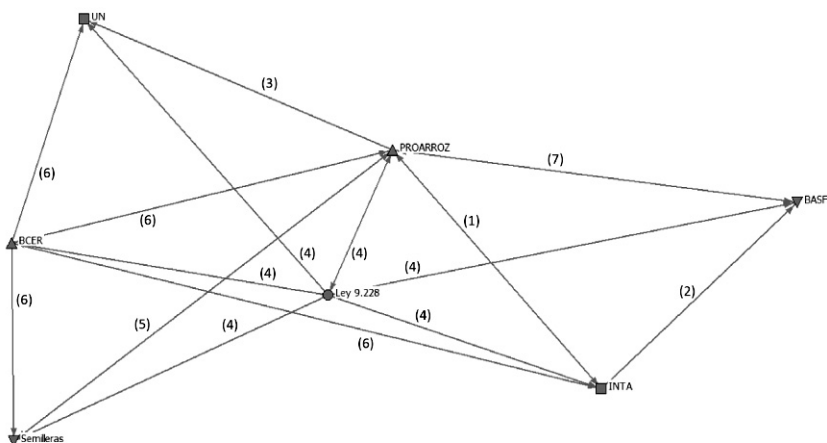 UN
(3)
PROARROZ
(7)
(6)
BASF
(6)
(1)
BCER
(4)
(4)
(4)
(4)
Ley 9.228
(6)
(2)
(5)
(4)
(4)
(6)
INTA
Semilleras